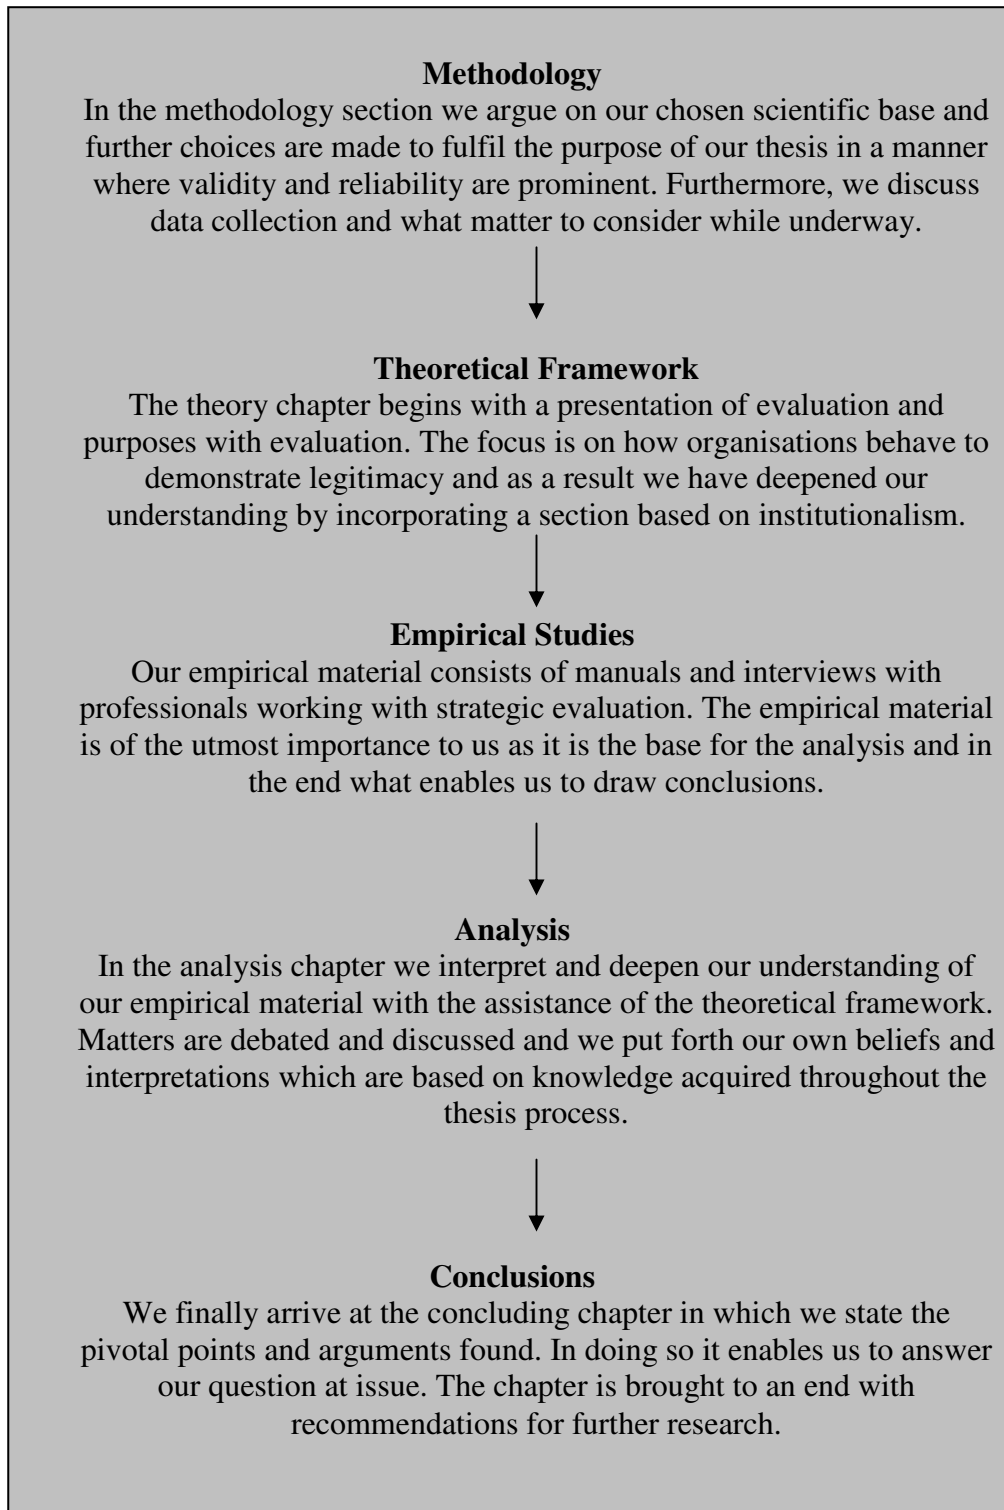 Methodology
In the methodology section we argue on our chosen scientific base and
further choices are made to fulfil the purpose of our thesis in a manner
where validity and reliability are prominent. Furthermore, we discuss
data collection and what matter to consider while underway.
Theoretical Framework
The theory chapter begins with a presentation of evaluation and
purposes with evaluation. The focus is on how organisations behave to
demonstrate legitimacy and as a result we have deepened our
understanding by incorporating a section based on institutionalism.
Empirical Studies
Our empirical material consists of manuals and interviews with
professionals working with strategic evaluation. The empirical material
is of the utmost importance to us as it is the base for the analysis and in
the end what enables us to draw conclusions.
Analysis
In the analysis chapter we interpret and deepen our understanding of
our empirical material with the assistance of the theoretical framework.
Matters are debated and discussed and we put forth our own beliefs and
interpretations which are based on knowledge acquired throughout the
thesis process.
Conclusions
We finally arrive at the concluding chapter in which we state the
pivotal points and arguments found. In doing so it enables us to answer
our question at issue. The chapter is brought to an end with
recommendations for further research.